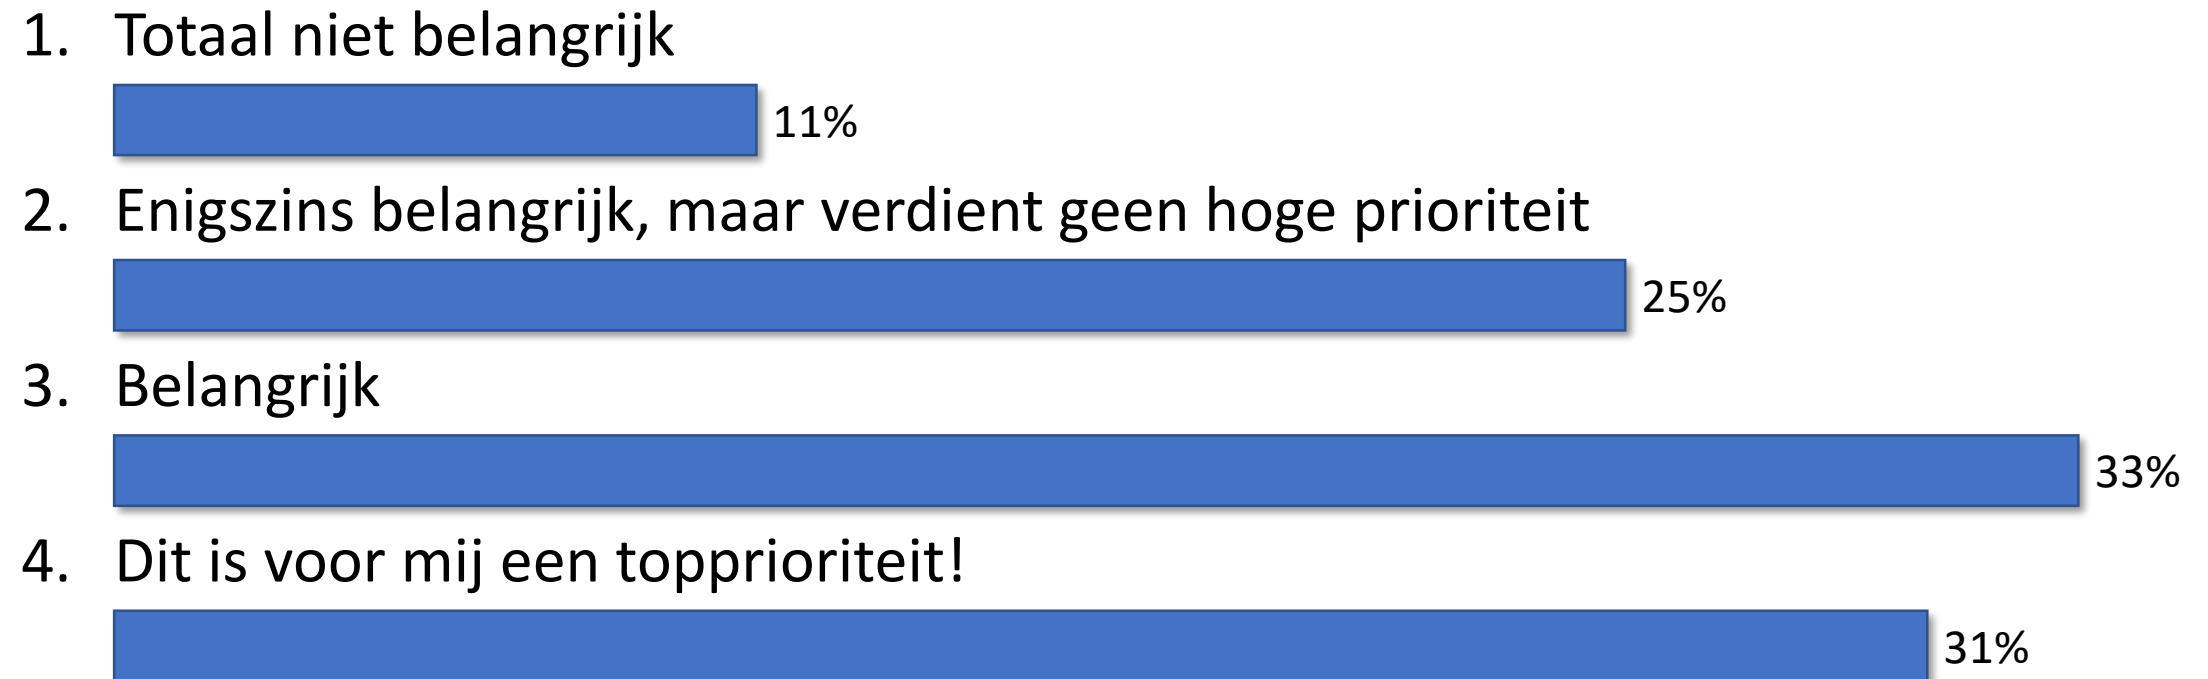 1. Totaal niet belangrijk
11%
2. Enigszins belangrijk, maar verdient geen hoge prioriteit
25%
3. Belangrijk
33%
4. Dit is voor mij een topprioriteit!
31%